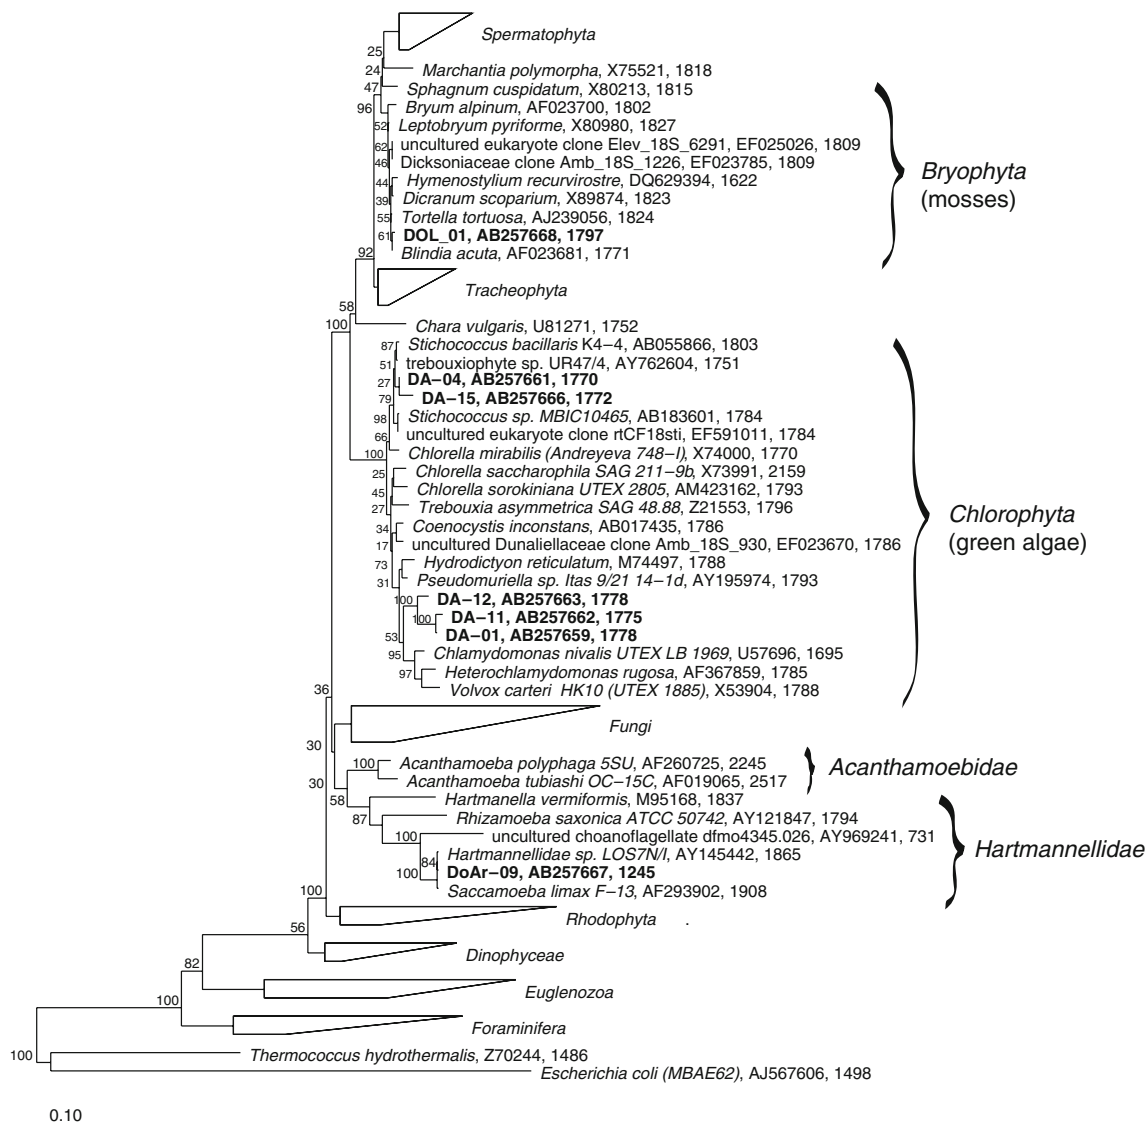 Spermatophyta
25
24
Marchantia polymorpha, X75521, 1818
47
Sphagnum cuspidatum, X80213, 1815
96
Bryum alpinum, AF023700, 1802
52
Leptobryum pyriforme, X80980, 1827
62
uncultured eukaryote clone Elev_18S_6291, EF025026, 1809
46
Dicksoniaceae clone Amb_18S_1226, EF023785, 1809
44
Hymenostylium recurvirostre, DQ629394, 1622
39
Dicranum scoparium, X89874, 1823
55
Tortella tortuosa, AJ239056, 1824
61
DOL_01, AB257668, 1797
Blindia acuta, AF023681, 1771
Bryophyta
(mosses)
92
Tracheophyta
58
100
Chara vulgaris, U81271, 1752
87
Stichococcus bacillaris K4−4, AB055866, 1803
51
trebouxiophyte sp. UR47/4, AY762604, 1751
27
DA−04, AB257661, 1770
79
DA−15, AB257666, 1772
98
Stichococcus sp. MBIC10465, AB183601, 1784
66
uncultured eukaryote clone rtCF18sti, EF591011, 1784
100
Chlorella mirabilis (Andreyeva 748−I), X74000, 1770
25
Chlorella saccharophila SAG 211−9b, X73991, 2159
45
Chlorella sorokiniana UTEX 2805, AM423162, 1793
27
Trebouxia asymmetrica SAG 48.88, Z21553, 1796
34
Coenocystis inconstans, AB017435, 1786
17
uncultured Dunaliellaceae clone Amb_18S_930, EF023670, 1786
73
Hydrodictyon reticulatum, M74497, 1788
31
Pseudomuriella sp. Itas 9/21 14−1d, AY195974, 1793
100
DA−12, AB257663, 1778
100
DA−11, AB257662, 1775
53
DA−01, AB257659, 1778
95
Chlamydomonas nivalis UTEX LB 1969, U57696, 1695
97
Heterochlamydomonas rugosa, AF367859, 1785
Volvox carteri HK10 (UTEX 1885), X53904, 1788
Chlorophyta
(green algae)
36
Fungi
30
100
Acanthamoeba polyphaga 5SU, AF260725, 2245
30
Acanthamoeba tubiashi OC−15C, AF019065, 2517
Acanthamoebidae
58
Hartmanella vermiformis, M95168, 1837
87
Rhizamoeba saxonica ATCC 50742, AY121847, 1794
100
uncultured choanoflagellate dfmo4345.026, AY969241, 731
84
Hartmannellidae sp. LOS7N/I, AY145442, 1865
100
DoAr−09, AB257667, 1245
Saccamoeba limax F−13, AF293902, 1908
Hartmannellidae
100
Rhodophyta .
56
Dinophyceae
82
Euglenozoa
100
Foraminifera
100
Thermococcus hydrothermalis, Z70244, 1486
Escherichia coli (MBAE62), AJ567606, 1498
0.10